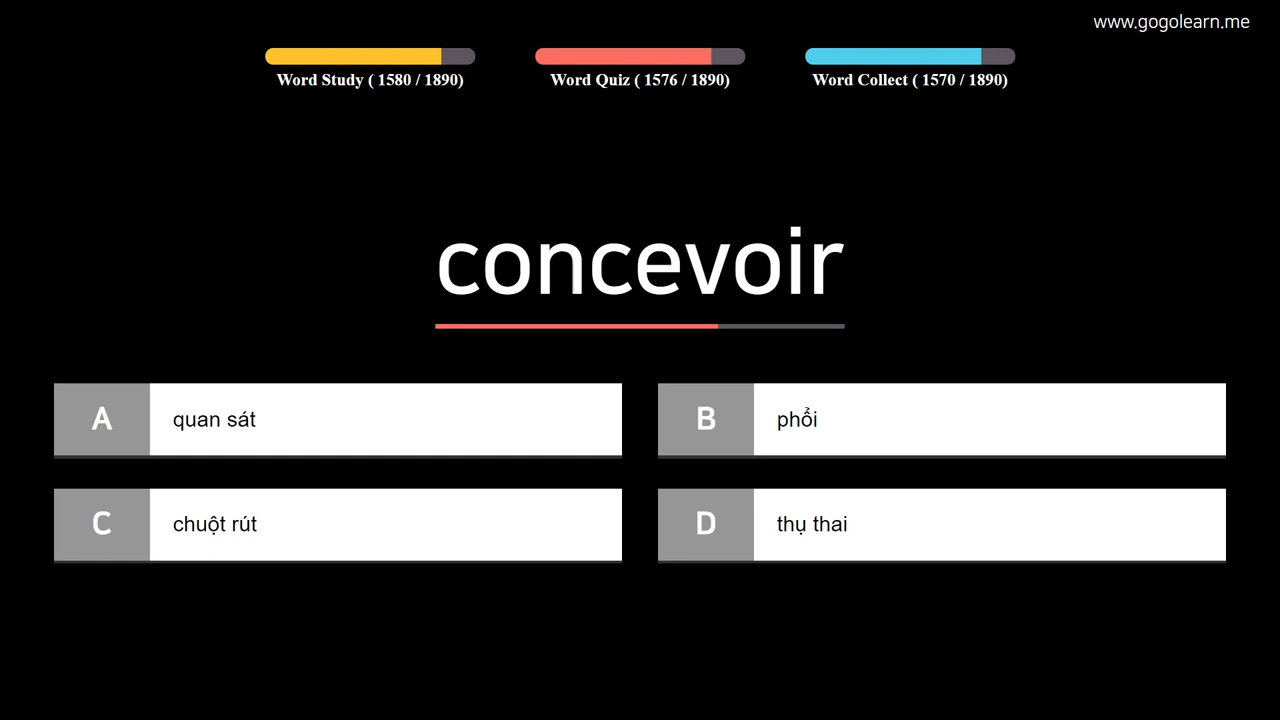 www.gogolearn.me
Word Study ( 1580 / 1890)
Word Quiz ( 1576 / 1890)
Word Collect ( 1570 / 1890)
concevoir
A quan sát
B phổi
C chuột rút
D thụ thai